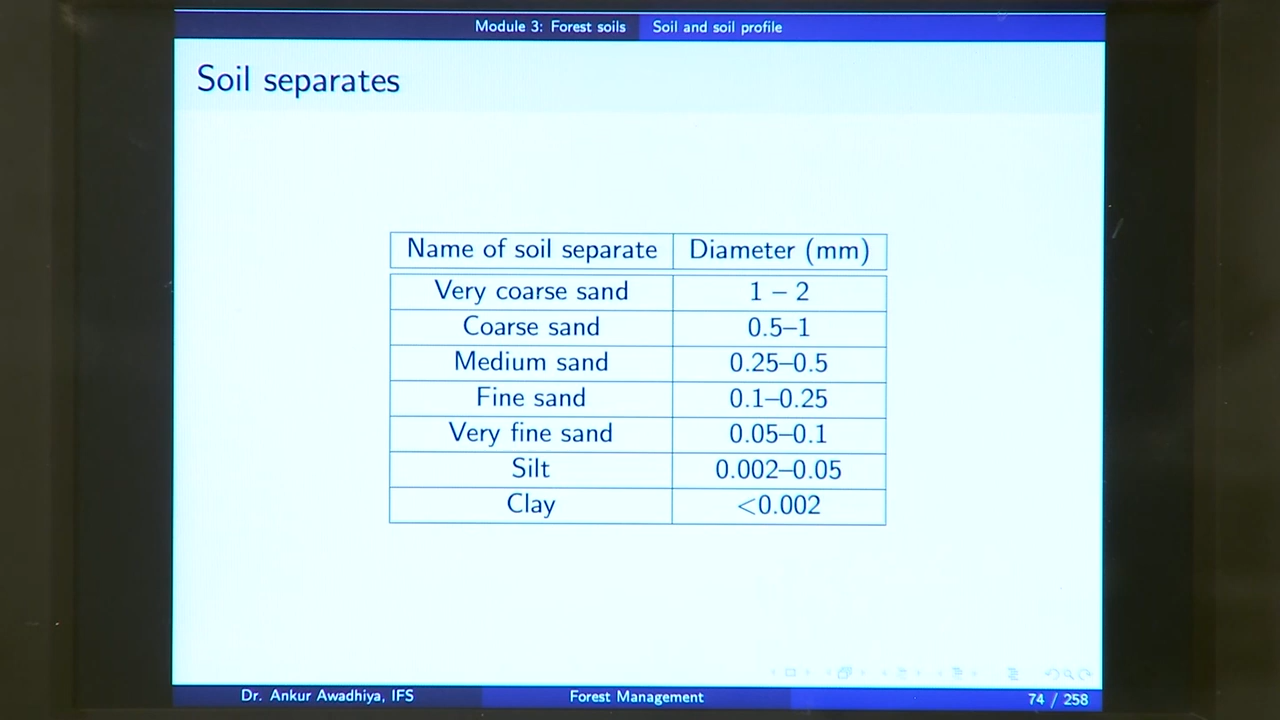 Module 3: Forest soils Soil and soil profile
Soil separates
Name of soil separate Diameter (mm)
Very coarse sand 1 – 2
Coarse sand 0.5–1
Medium sand 0.25–0.5
Fine sand 0.1–0.25
Very fine sand 0.05–0.1
Silt 0.002–0.05
Clay <0.002
Dr. Ankur Awadhiya, IFS Forest Management 74 / 258